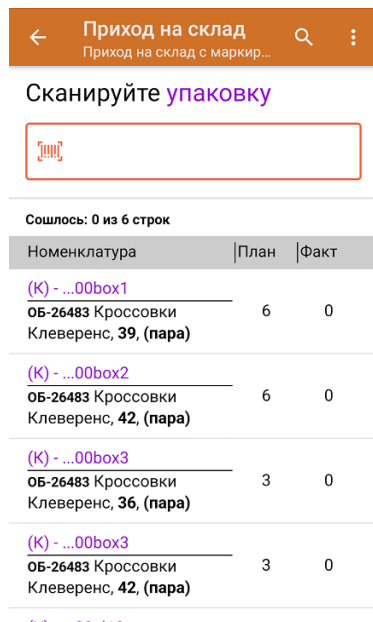 Приход на склад
Приход на склад с маркир...
Сканируйте упаковку
Сошлось: 0 из 6 строк
Номенклатура План Факт
(К) - ...00box1
ОБ-26483 Кроссовки 6 0
Клеверенс, 39, (пара)
(К) - ...00box2
ОБ-26483 Кроссовки 6 0
Клеверенс, 42, (пара)
(К) - ...00box3
ОБ-26483 Кроссовки 3 0
Клеверенс, 36, (пара)
(К) - ...00box3
ОБ-26483 Кроссовки 3 0
Клеверенс, 42, (пара)